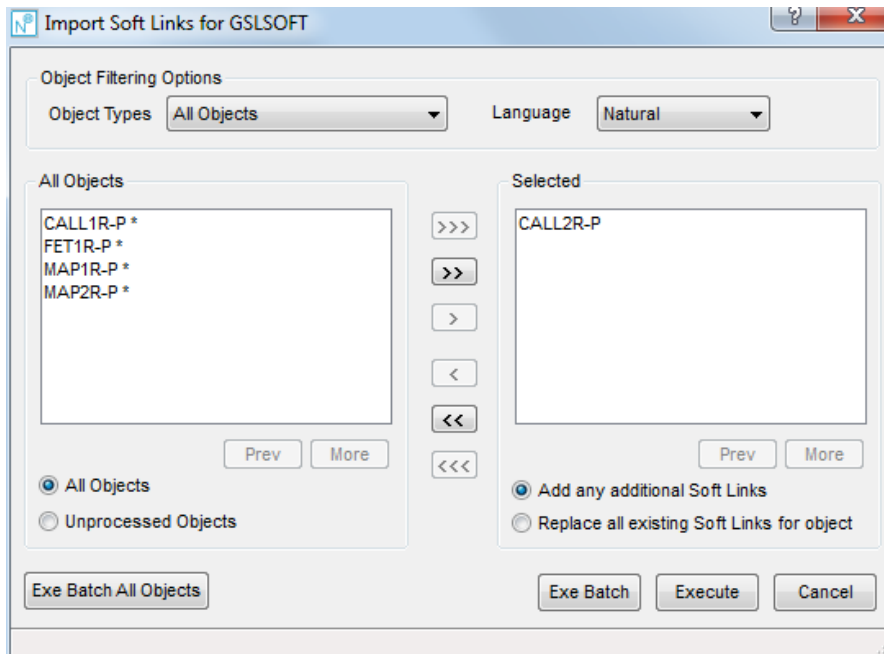 Import Soft Links for GSLSOFT
?
X
Object Filtering Options
Object Types All Objects Language Natural
All Objects
CALL1R-P *
FET1R-P *
MAP1R-P *
MAP2R-P *
>>>
>>
>
<
<<
<<<
Selected
CALL2R-P
Prev More
Prev More
All Objects
Unprocessed Objects
Add any additional Soft Links
Replace all existing Soft Links for object
Exe Batch All Objects
Exe Batch Execute Cancel